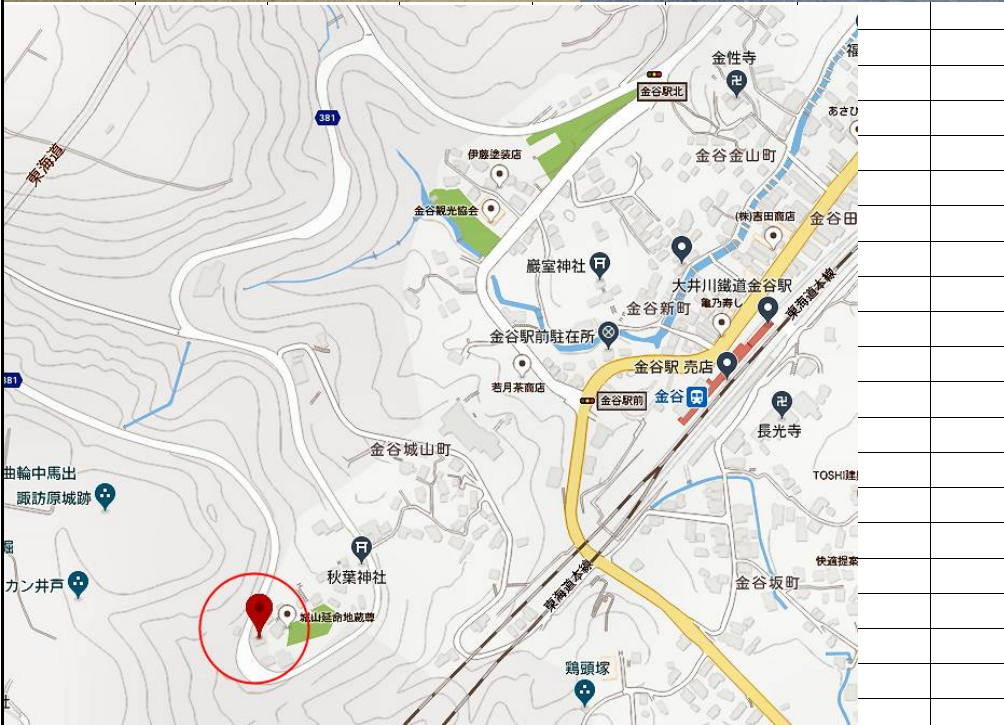 金性寺
福
金谷駅北
381
あさひ
東海道
伊藤塗装店
金谷金山町
金谷観光協会
(株)吉田商店
金谷田
巖室神社
大井川鐵道金谷駅
東海道本線
亀乃寿し
金谷新町
金谷駅前駐在所
金谷駅 売店
若月茶商店
381
金谷駅前
金谷
長光寺
金谷城山町
曲輪中馬出
諏訪原城跡
TOSHI建
堀
秋葉神社
カン井戸
快適提案
東海道本線
金谷坂町
城山延命地蔵尊
鶏頭塚
社